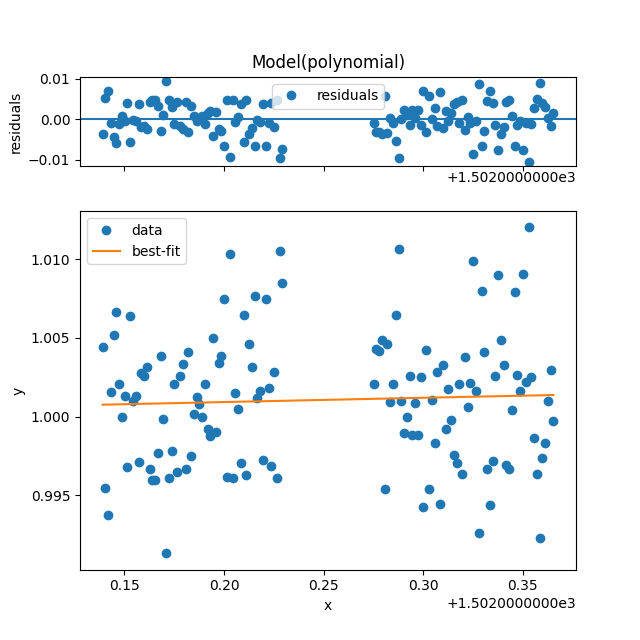 Model(polynomial)
0.01
0.00
−0.01
residuals
residuals
+1.5020000000e3
data
best-fit
1.010
1.005
1.000
0.995
y
0.15
0.20
0.25
0.30
0.35
x
+1.5020000000e3